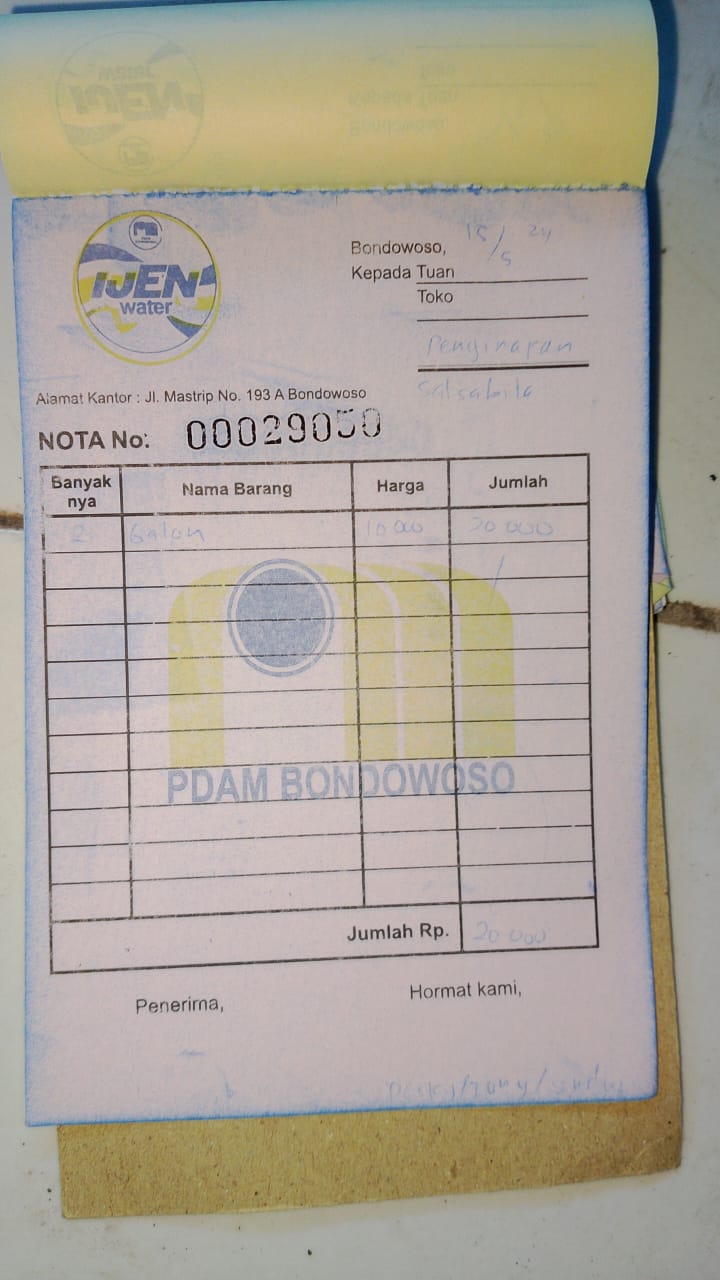 IJEN
water
Bondowoso, 15/5 24
Kepada Tuan
Toko
Penginapan
Salsabila
Alamat Kantor : Jl. Mastrip No. 193 A Bondowoso
NOTA No: 00029050
Banyak nya Nama Barang Harga Jumlah
2 Galon 10 000 20 000
PDAM BONDOWOSO
Jumlah Rp. 20 000
Penerima, Hormat kami,